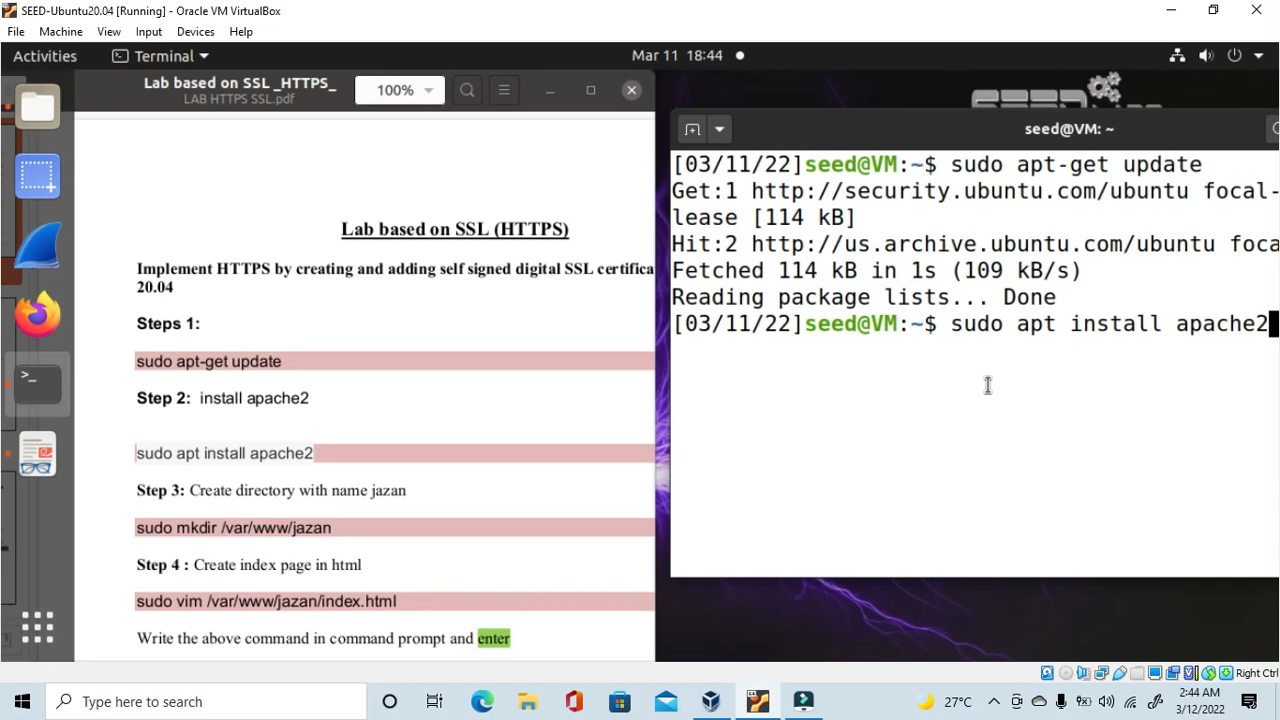 SEED-Ubuntu20.04 [Running] - Oracle VM VirtualBox
File Machine View Input Devices Help
Activities Terminal Mar 11 18:44
Lab based on SSL _HTTPS_
LAB HTTPS SSL.pdf
100%
Lab based on SSL (HTTPS)
Implement HTTPS by creating and adding self signed digital SSL certifica
20.04
Steps 1:
sudo apt-get update
Step 2: install apache2
sudo apt install apache2
Step 3: Create directory with name jazan
sudo mkdir /var/www/jazan
Step 4 : Create index page in html
sudo vim /var/www/jazan/index.html
Write the above command in command prompt and enter
SEED
seed@VM: ~
[03/11/22]seed@VM:~$ sudo apt-get update
Get:1 http://security.ubuntu.com/ubuntu focal-
lease [114 kB]
Hit:2 http://us.archive.ubuntu.com/ubuntu foca
Fetched 114 kB in 1s (109 kB/s)
Reading package lists... Done
[03/11/22]seed@VM:~$ sudo apt install apache2
Right Ctrl
Type here to search
27°C
2:44 AM
3/12/2022